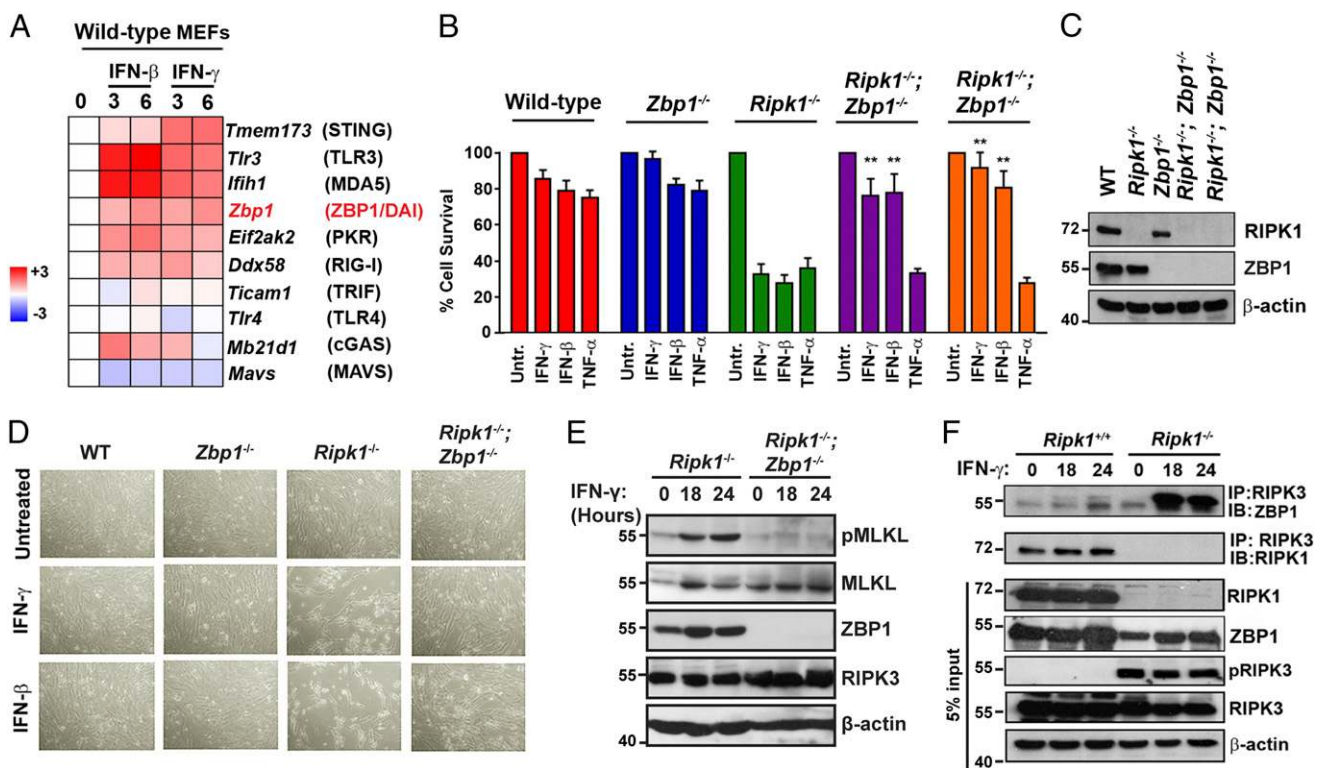 A
Wild-type MEFs
IFN-β IFN-γ
0 3 6 3 6
Tmem173 (STING)
Tlr3 (TLR3)
Ifih1 (MDA5)
Zbp1 (ZBP1/DAI)
Eif2ak2 (PKR)
Ddx58 (RIG-I)
Ticam1 (TRIF)
Tlr4 (TLR4)
Mb21d1 (cGAS)
Mavs (MAVS)
+3
-3
B
Wild-type Zbp1-/- Ripk1-/- Ripk1-/-; Zbp1-/- Ripk1-/-; Zbp1-/-
% Cell Survival
100
80
60
40
20
0
** ** ** **
Untr. IFN-γ IFN-β TNF-α Untr. IFN-γ IFN-β TNF-α Untr. IFN-γ IFN-β TNF-α Untr. IFN-γ IFN-β TNF-α Untr. IFN-γ IFN-β TNF-α
C
WT Ripk1-/- Zbp1-/- Ripk1-/-; Zbp1-/- Ripk1-/-; Zbp1-/-
72 RIPK1
55 ZBP1
β-actin
40
D
WT Zbp1-/- Ripk1-/- Ripk1-/-; Zbp1-/-
Untreated
IFN-γ
IFN-β
E
Ripk1-/- Ripk1-/-; Zbp1-/-
IFN-γ: 0 18 24 0 18 24
(Hours)
55 pMLKL
55 MLKL
55 ZBP1
55 RIPK3
β-actin
40
F
Ripk1+/+ Ripk1-/-
IFN-γ: 0 18 24 0 18 24
55 IP:RIPK3
IB:ZBP1
72 IP: RIPK3
IB:RIPK1
5% input
72 RIPK1
55 ZBP1
55 pRIPK3
55 RIPK3
β-actin
40